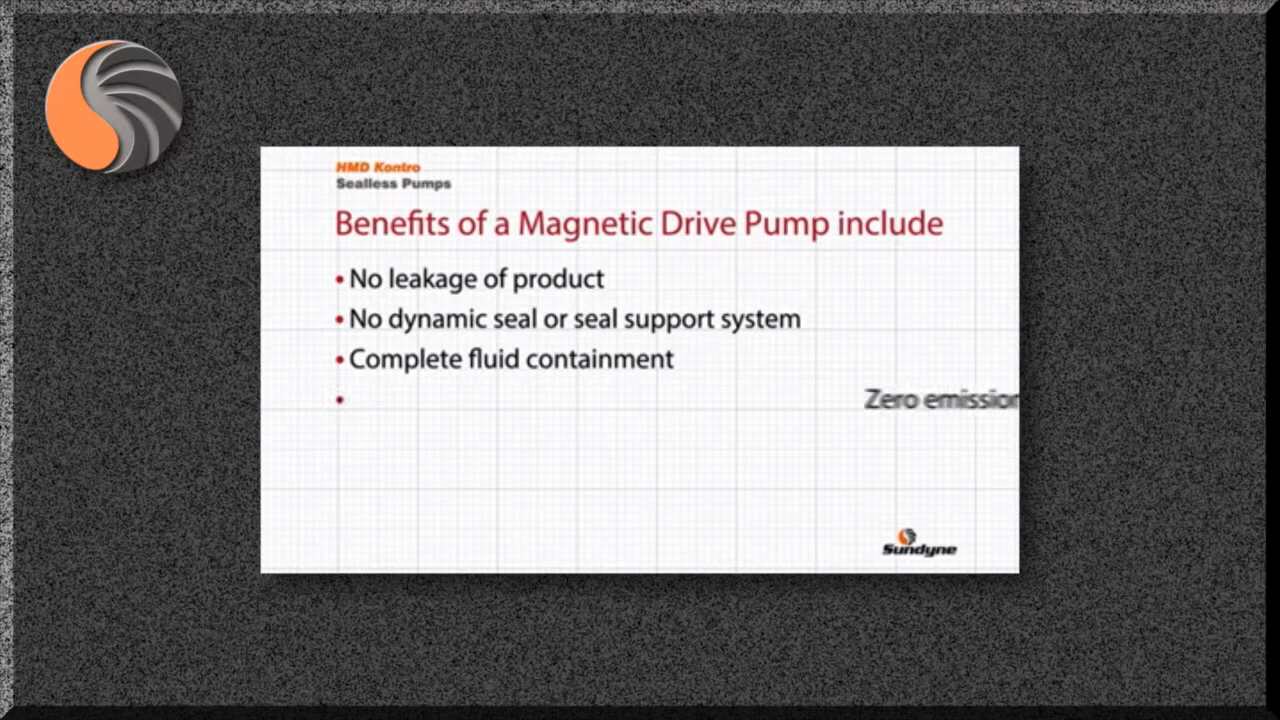 HMD Kontro
Sealless Pumps
Benefits of a Magnetic Drive Pump include
• No leakage of product
• No dynamic seal or seal support system
• Complete fluid containment
• Zero emission
Sundyne